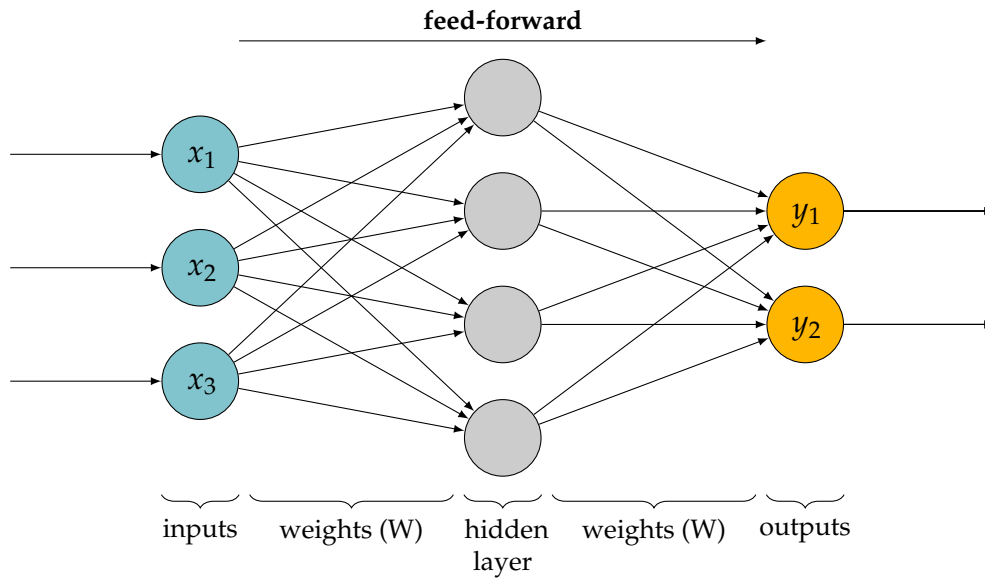 feed-forward
x₁
x₂
x₃
y₁
y₂
inputs
weights (W)
hidden
layer
weights (W)
outputs